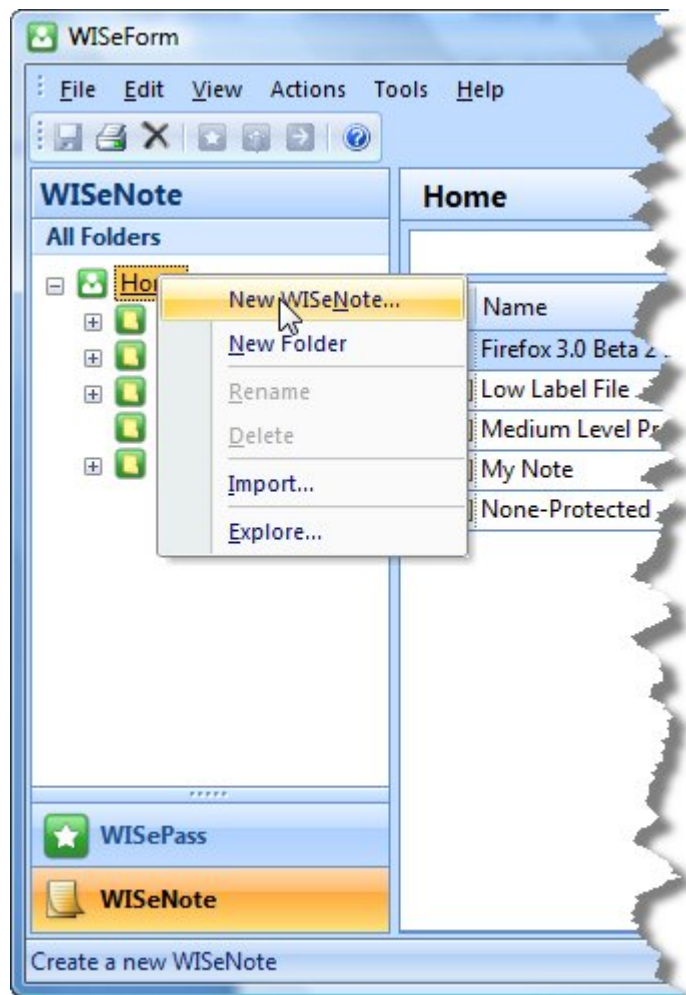 WISeForm
File Edit View Actions Tools Help
WISeNote
All Folders
Home
New WISeNote...
New Folder
Rename
Delete
Import...
Explore...
Home
Name
Firefox 3.0 Beta 2
Low Label File
Medium Level
My Note
None-Protected
WISePass
WISeNote
Create a new WISeNote